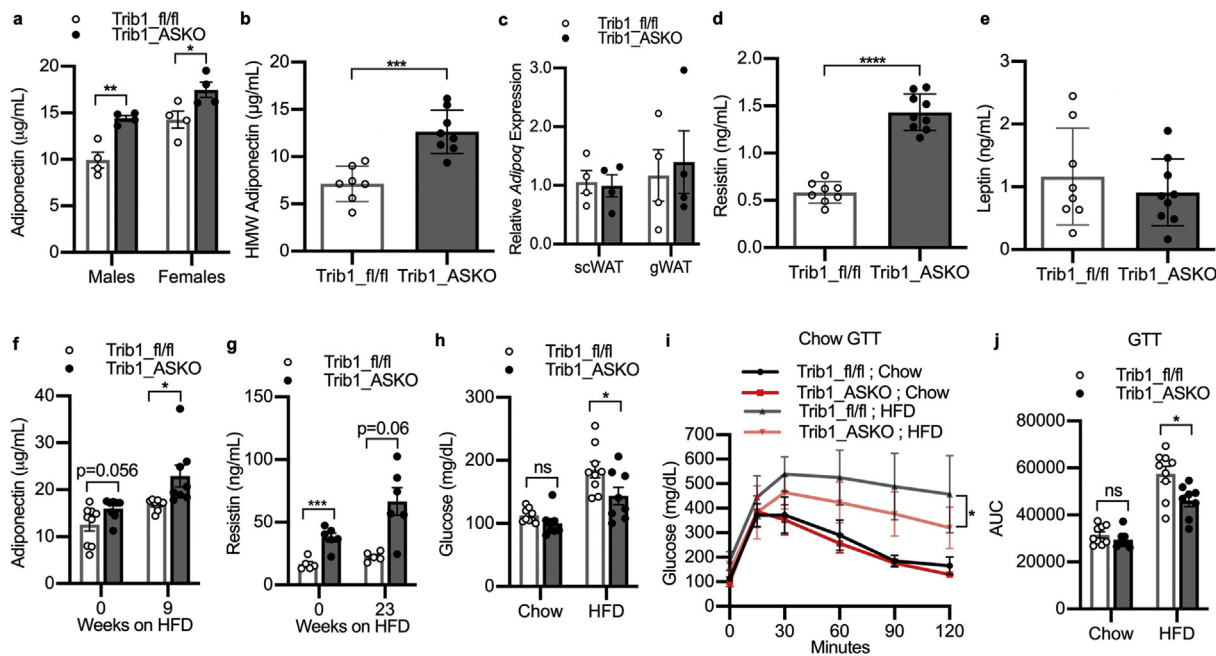 a
Trib1_fl/fl
Trib1_ASKO
Adiponectin (µg/mL)
20
15
10
5
0
**
*
Males
Females
b
HMW Adiponectin (µg/mL)
20
15
10
5
0
***
Trib1_fl/fl
Trib1_ASKO
c
Trib1_fl/fl
Trib1_ASKO
Relative Adipoq Expression
3.0
2.0
1.0
0.0
scWAT
gWAT
d
Resistin (ng/mL)
2.0
1.5
1.0
0.5
0.0
****
Trib1_fl/fl
Trib1_ASKO
e
Leptin (ng/mL)
3
2
1
0
Trib1_fl/fl
Trib1_ASKO
f
Trib1_fl/fl
Trib1_ASKO
Adiponectin (µg/mL)
40
30
20
10
0
p=0.056
*
0
9
Weeks on HFD
g
Trib1_fl/fl
Trib1_ASKO
Resistin (ng/mL)
150
100
50
0
***
p=0.06
0
23
Weeks on HFD
h
Trib1_fl/fl
Trib1_ASKO
Glucose (mg/dL)
300
200
100
0
ns
*
Chow
HFD
i
Chow GTT
Trib1_fl/fl ; Chow
Trib1_ASKO ; Chow
Trib1_fl/fl ; HFD
Trib1_ASKO ; HFD
Glucose (mg/dL)
700
600
500
400
300
200
100
0
*
0
30
60
90
120
Minutes
j
GTT
Trib1_fl/fl
Trib1_ASKO
AUC
80000
60000
40000
20000
0
ns
*
Chow
HFD